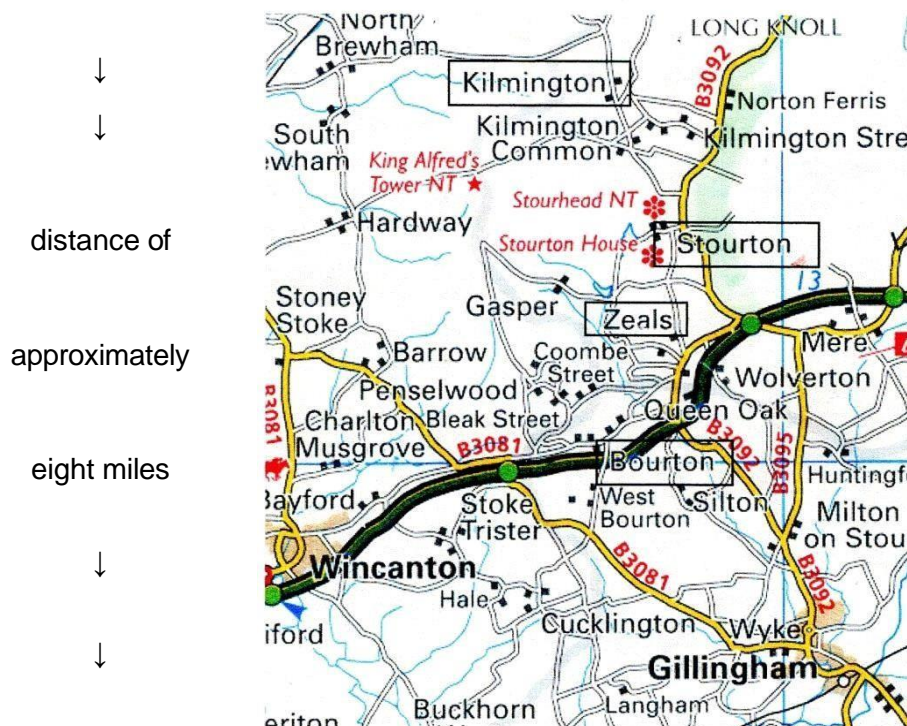 ↓
↓
distance of
approximately
eight miles
↓
↓
North
Brewham
LONG KNOLL
Kilmington
B3092
Norton Ferris
South
ewham
Kilmington
Common
Kilmington Stre
King Alfred's
Tower NT
Hardway
Stourhead NT
Stourton House
Stourton
13
Gasper
Zeals
Stoney
Stoke
Barrow
Coombe
Street
Mere
Wolverton
Penselwood
Queen Oak
B3081
Charlton
Musgrove
Bleak Street
B3081
Bourton
B3092
B3095
Huntingf
Bayford
Stoke
Trister
West
Bourton
Silton
Milton
on Stou
Wincanton
B3081
B3092
Hale
Cucklington
Wyke
iford
Gillingham
Langham
Buckhorn
eriton